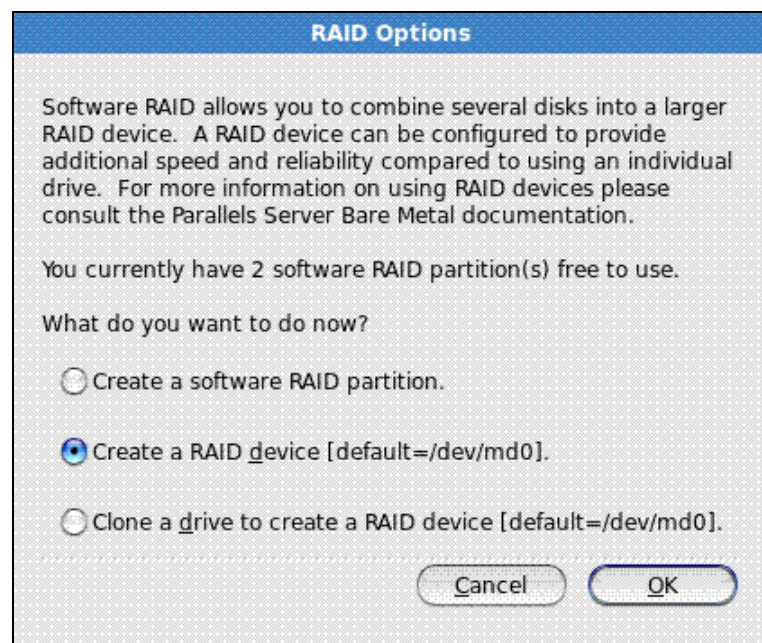 RAID Options
Software RAID allows you to combine several disks into a larger
RAID device.  A RAID device can be configured to provide
additional speed and reliability compared to using an individual
drive.  For more information on using RAID devices please
consult the Parallels Server Bare Metal documentation.
You currently have 2 software RAID partition(s) free to use.
What do you want to do now?
Create a software RAID partition.
Create a RAID device [default=/dev/md0].
Clone a drive to create a RAID device [default=/dev/md0].
Cancel
OK